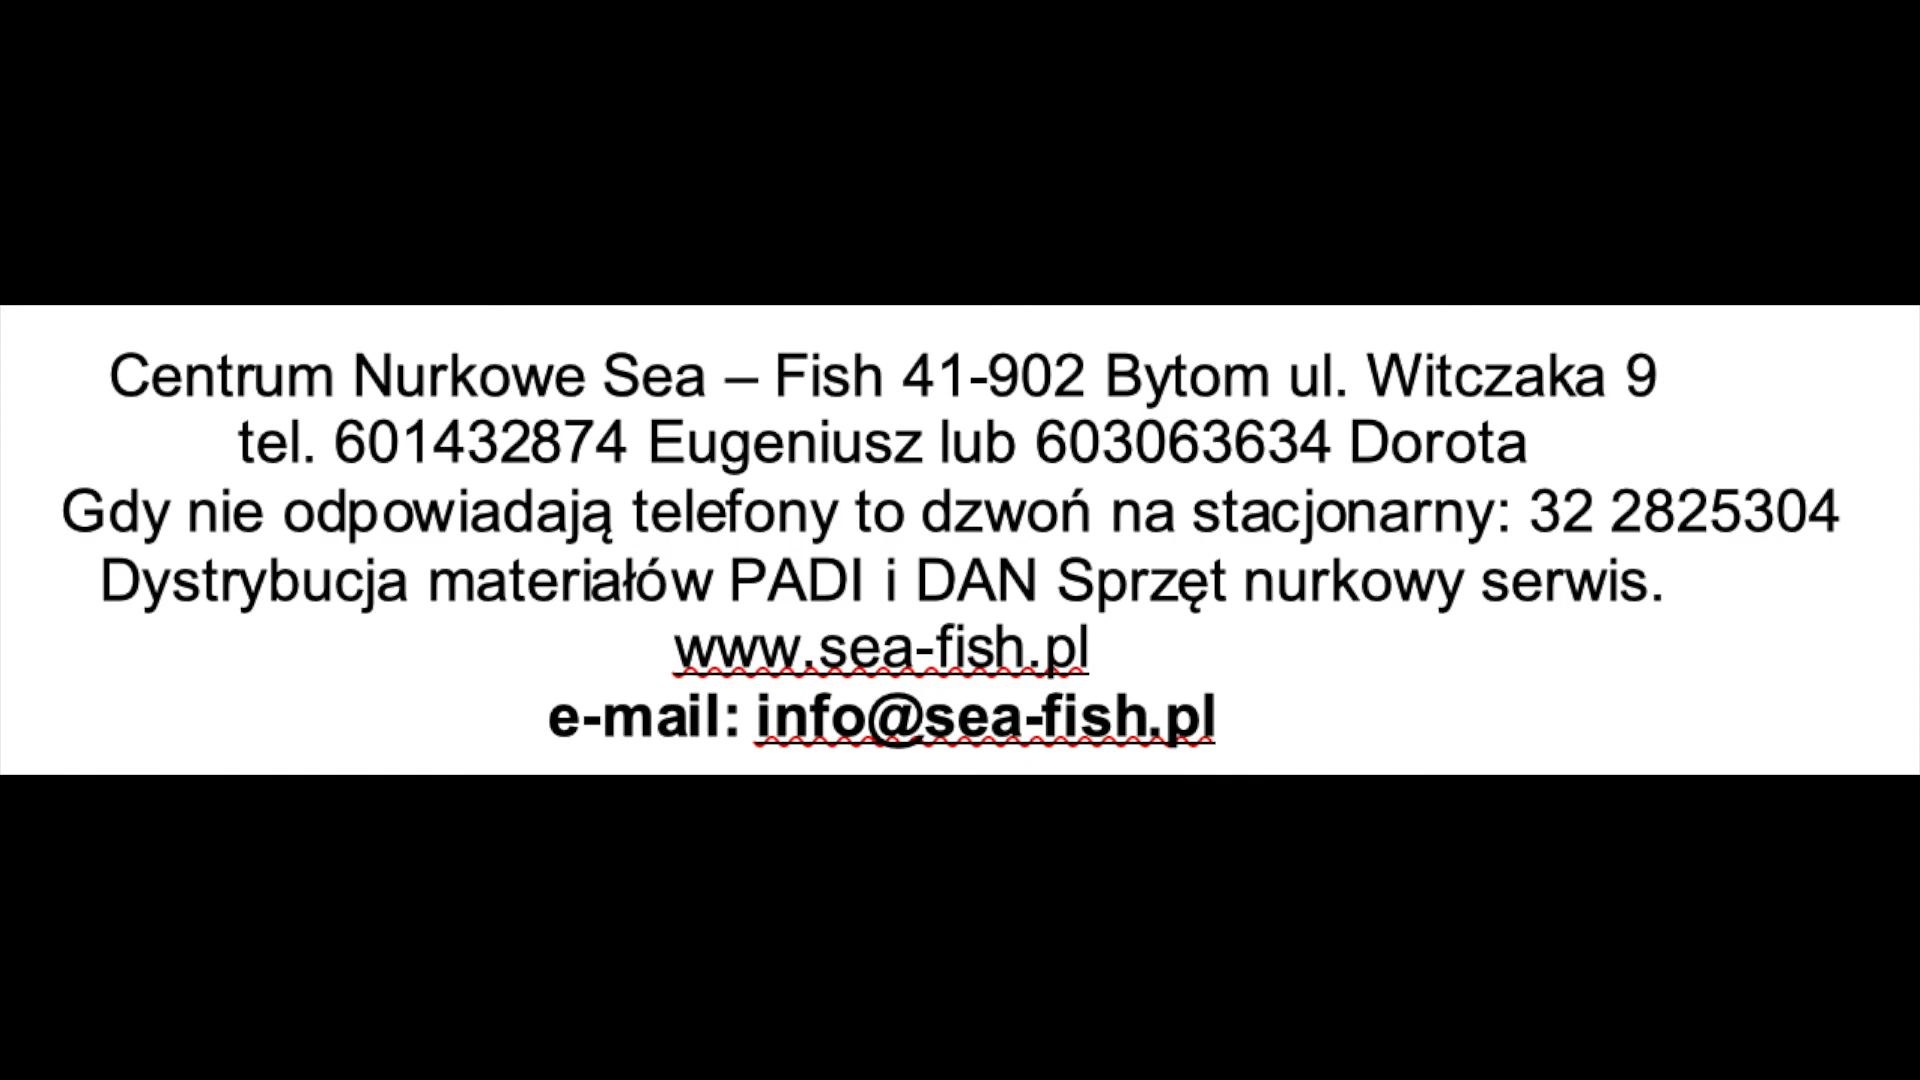 Centrum Nurkowe Sea – Fish 41-902 Bytom ul. Witczaka 9
tel. 601432874 Eugeniusz lub 603063634 Dorota
Gdy nie odpowiadają telefony to dzwoń na stacjonarny: 32 2825304
Dystrybucja materiałów PADI i DAN Sprzęt nurkowy serwis.
www.sea-fish.pl
e-mail: info@sea-fish.pl